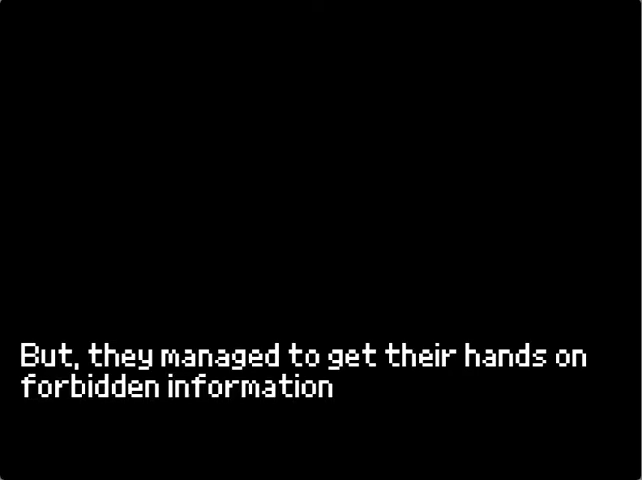 But, they managed to get their hands on
forbidden information